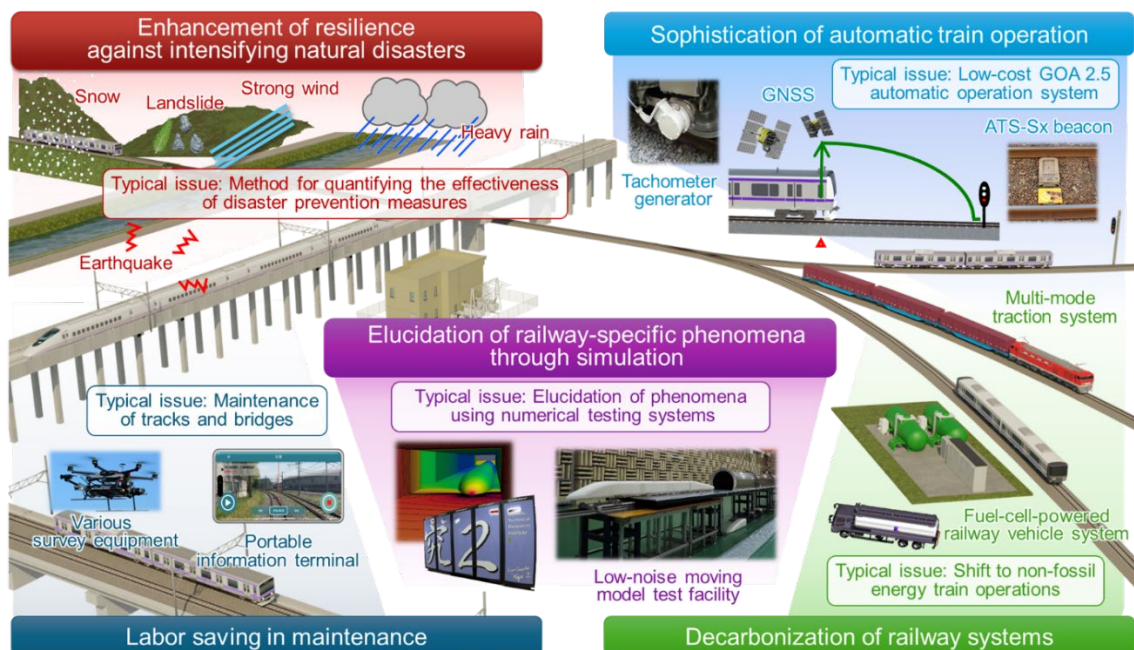 Enhancement of resilience
against intensifying natural disasters
Snow
Landslide
Strong wind
Heavy rain
Typical issue: Method for quantifying the effectiveness
of disaster prevention measures
Earthquake
Sophistication of automatic train operation
Typical issue: Low-cost GOA 2.5
automatic operation system
GNSS
ATS-Sx beacon
Tachometer
generator
Multi-mode
traction system
Elucidation of railway-specific phenomena
through simulation
Typical issue: Elucidation of phenomena
using numerical testing systems
Low-noise moving
model test facility
Typical issue: Maintenance
of tracks and bridges
Various
survey equipment
Portable
information terminal
Labor saving in maintenance
Fuel-cell-powered
railway vehicle system
Typical issue: Shift to non-fossil
energy train operations
Decarbonization of railway systems